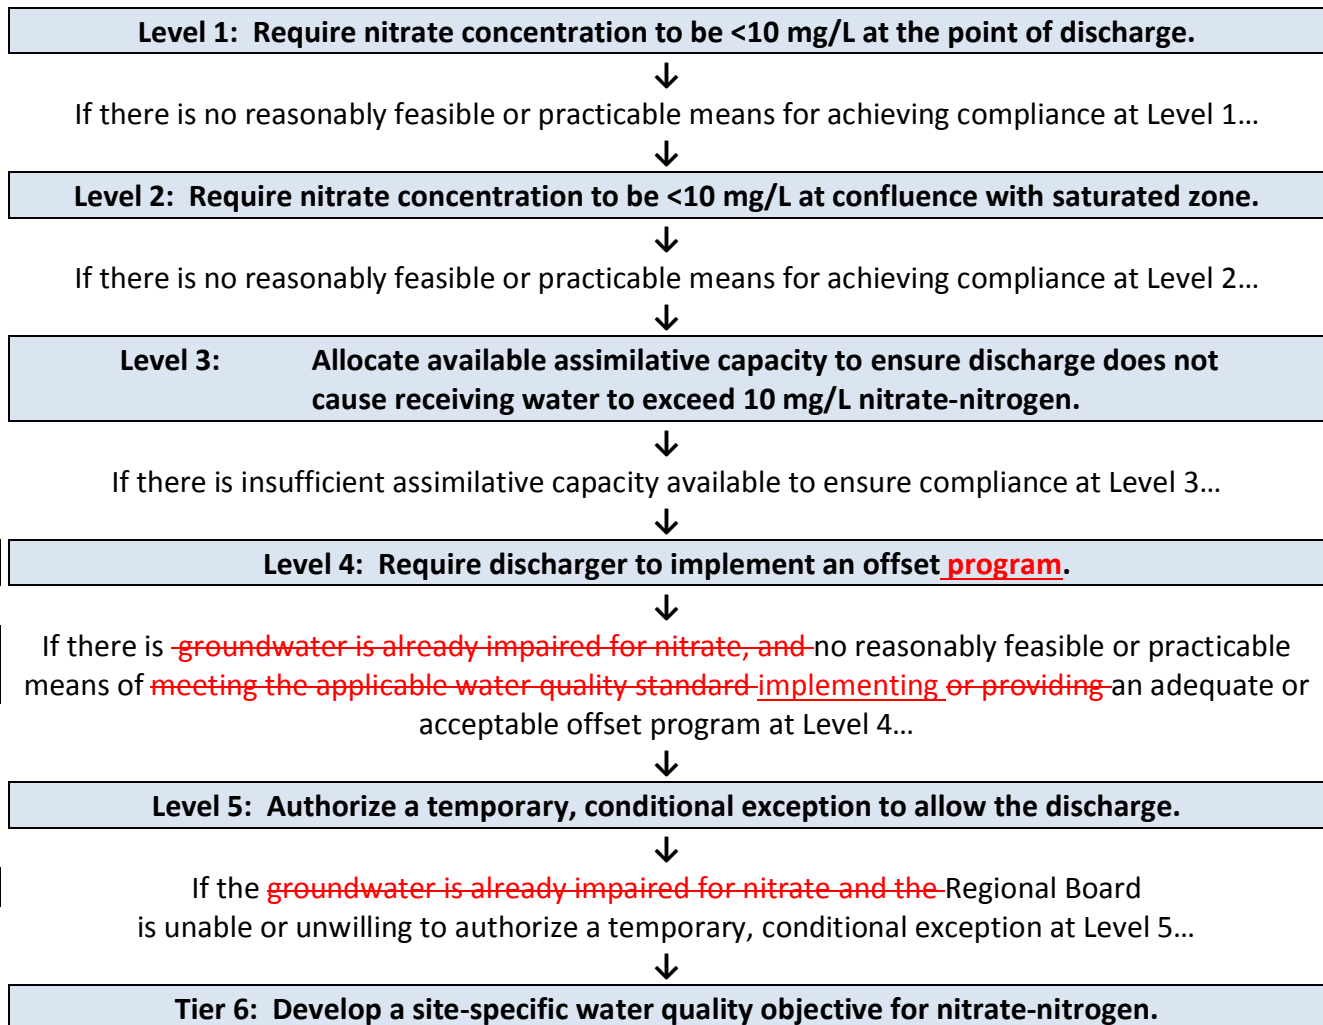 Level 1: Require nitrate concentration to be <10 mg/L at the point of discharge.
↓
If there is no reasonably feasible or practicable means for achieving compliance at Level 1…
↓
Level 2: Require nitrate concentration to be <10 mg/L at confluence with saturated zone.
↓
If there is no reasonably feasible or practicable means for achieving compliance at Level 2…
↓
Level 3: Allocate available assimilative capacity to ensure discharge does not
cause receiving water to exceed 10 mg/L nitrate-nitrogen.
↓
If there is insufficient assimilative capacity available to ensure compliance at Level 3…
↓
Level 4: Require discharger to implement an offset program.
↓
If there is groundwater is already impaired for nitrate, and no reasonably feasible or practicable
means of meeting the applicable water quality standard implementing or providing an adequate or
acceptable offset program at Level 4…
↓
Level 5: Authorize a temporary, conditional exception to allow the discharge.
↓
If the groundwater is already impaired for nitrate and the Regional Board
is unable or unwilling to authorize a temporary, conditional exception at Level 5…
↓
Tier 6: Develop a site-specific water quality objective for nitrate-nitrogen.